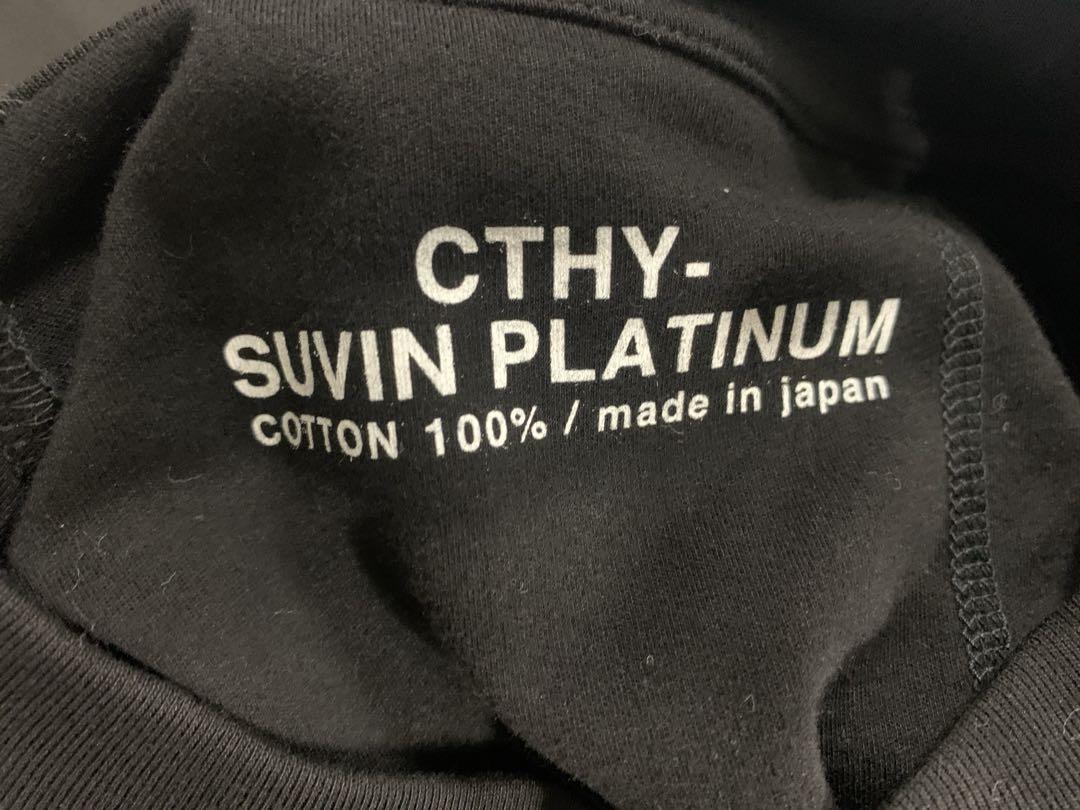 CTHY-
SUVIN PLATINUM
COTTON 100% / made in japan